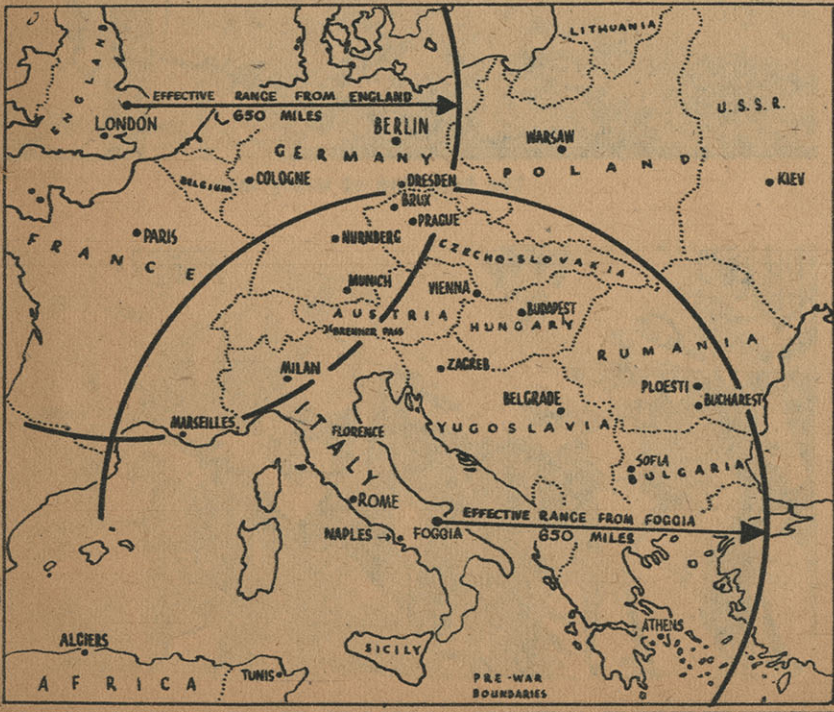 LITHUANIA
ENGLAND
EFFECTIVE RANGE FROM ENGLAND
650 MILES
U.S.S.R.
LONDON
BERLIN
WARSAW
GERMANY
POLAND
BELGIUM
COLOGNE
DRESDEN
KIEV
BRUX
PRAGUE
FRANCE
PARIS
NURNBERG
CZECHO-SLOVAKIA
MUNICH
VIENNA
AUSTRIA
BUDAPEST
HUNGARY
BRENNER PASS
RUMANIA
MILAN
ZAGREB
PLOESTI
BUCHAREST
BELGRADE
MARSEILLES
ITALY
FLORENCE
YUGOSLAVIA
SOFIA
BULGARIA
ROME
EFFECTIVE RANGE FROM FOGGIA
650 MILES
NAPLES
FOGGIA
ATHENS
ALGIERS
SICILY
TUNIS
AFRICA
PRE-WAR
BOUNDARIES